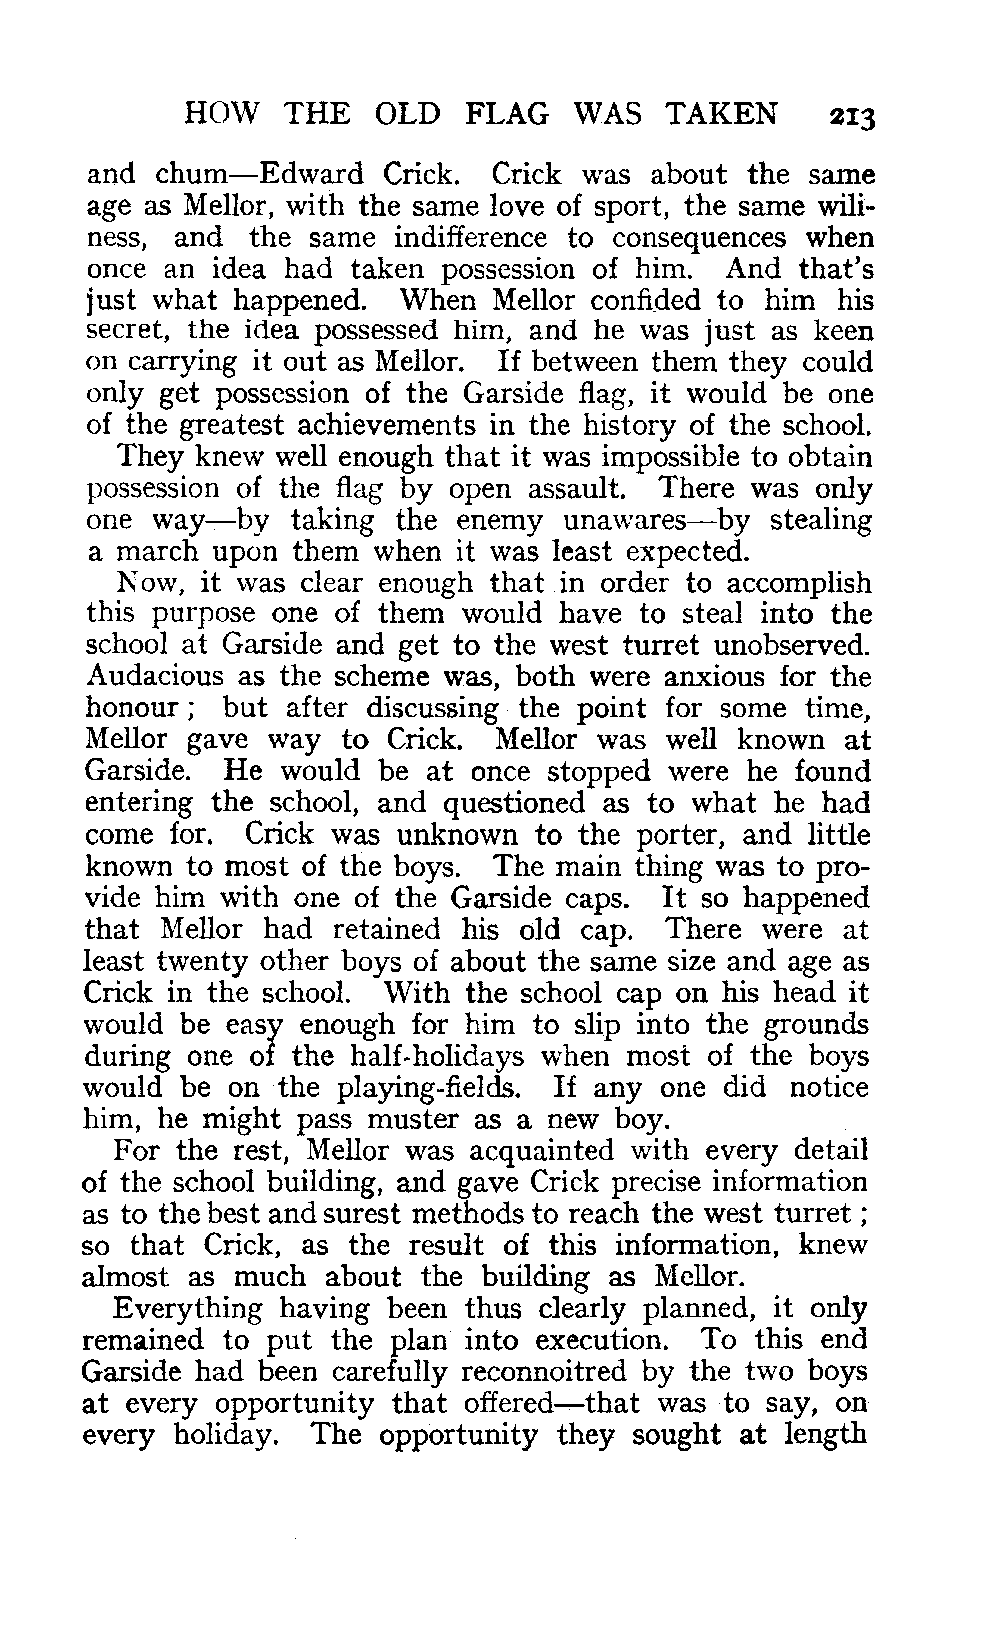 HOW THE OLD FLAG WAS TAKEN 213
and chum—Edward Crick. Crick was about the same
age as Mellor, with the same love of sport, the same wili-
ness, and the same indifference to consequences when
once an idea had taken possession of him. And that's
just what happened. When Mellor confided to him his
secret, the idea possessed him, and he was just as keen
on carrying it out as Mellor. If between them they could
only get possession of the Garside flag, it would be one
of the greatest achievements in the history of the school.
They knew well enough that it was impossible to obtain
possession of the flag by open assault. There was only
one way—by taking the enemy unawares—by stealing
a march upon them when it was least expected.
Now, it was clear enough that in order to accomplish
this purpose one of them would have to steal into the
school at Garside and get to the west turret unobserved.
Audacious as the scheme was, both were anxious for the
honour; but after discussing the point for some time,
Mellor gave way to Crick. Mellor was well known at
Garside. He would be at once stopped were he found
entering the school, and questioned as to what he had
come for. Crick was unknown to the porter, and little
known to most of the boys. The main thing was to pro-
vide him with one of the Garside caps. It so happened
that Mellor had retained his old cap. There were at
least twenty other boys of about the same size and age as
Crick in the school. With the school cap on his head it
would be easy enough for him to slip into the grounds
during one of the half-holidays when most of the boys
would be on the playing-fields. If any one did notice
him, he might pass muster as a new boy.
For the rest, Mellor was acquainted with every detail
of the school building, and gave Crick precise information
as to the best and surest methods to reach the west turret;
so that Crick, as the result of this information, knew
almost as much about the building as Mellor.
Everything having been thus clearly planned, it only
remained to put the plan into execution. To this end
Garside had been carefully reconnoitred by the two boys
at every opportunity that offered—that was to say, on
every holiday. The opportunity they sought at length